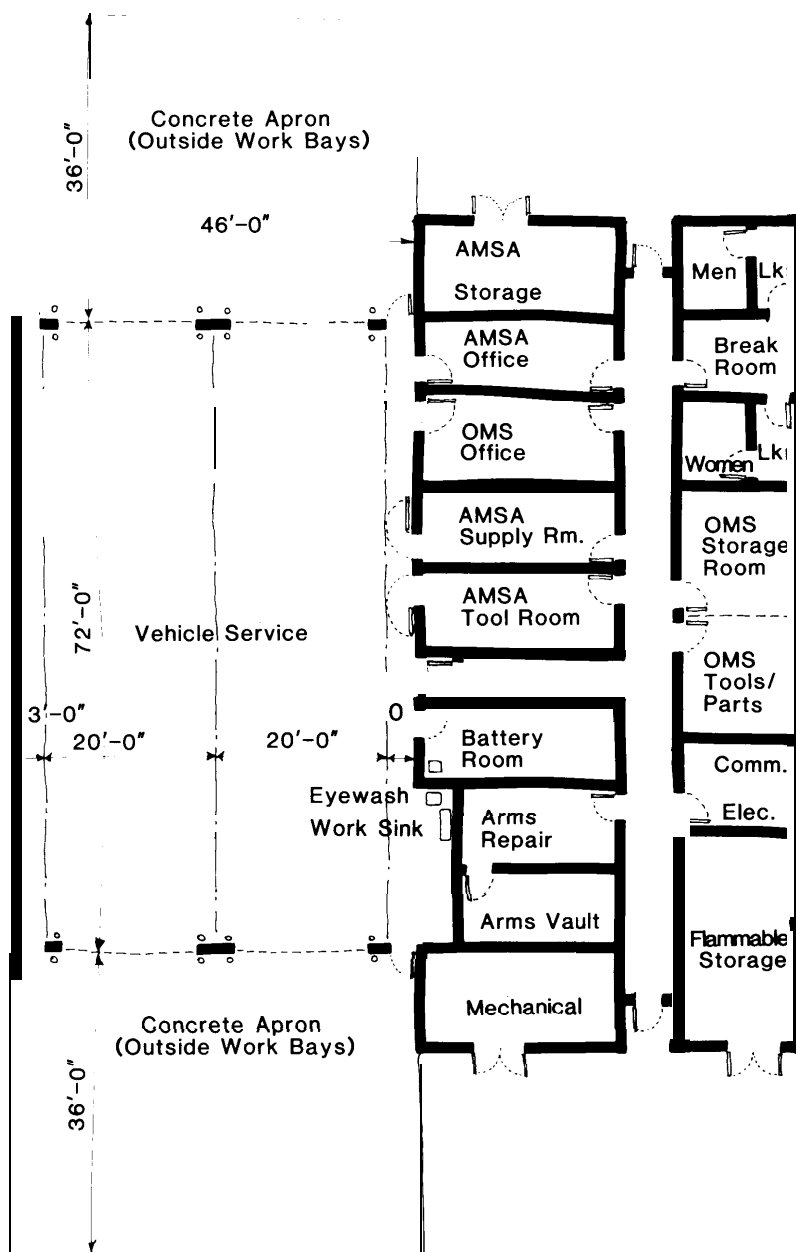 Concrete Apron
(Outside Work Bays)
36'-0"
46'-0"
AMSA
Storage
Men
Lk
AMSA
Office
Break
Room
OMS
Office
Women
Lk
AMSA
Supply Rm.
OMS
Storage
Room
AMSA
Tool Room
72'-0"
Vehicle Service
OMS
Tools/
Parts
3'-0"
20'-0"
20'-0"
0
Battery
Room
Comm.
Elec.
Eyewash
Work Sink
Arms
Repair
Arms Vault
Flammable
Storage
Mechanical
Concrete Apron
(Outside Work Bays)
36'-0"